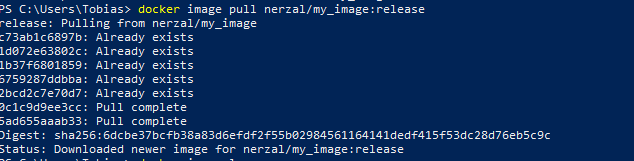 PS C:\Users\Tobias> docker image pull nerzal/my_image:release
release: Pulling from nerzal/my_image
c73ab1c6897b: Already exists
1d072e63802c: Already exists
1b37f6801859: Already exists
6759287ddbba: Already exists
2bcd2c7e70d7: Already exists
0c1c9d9ee3cc: Pull complete
5ad655aaab33: Pull complete
Digest: sha256:6dcbe37bcfb38a83d6efdf2f55b02984561164141dedf415f53dc28d76eb5c9c
Status: Downloaded newer image for nerzal/my_image:release